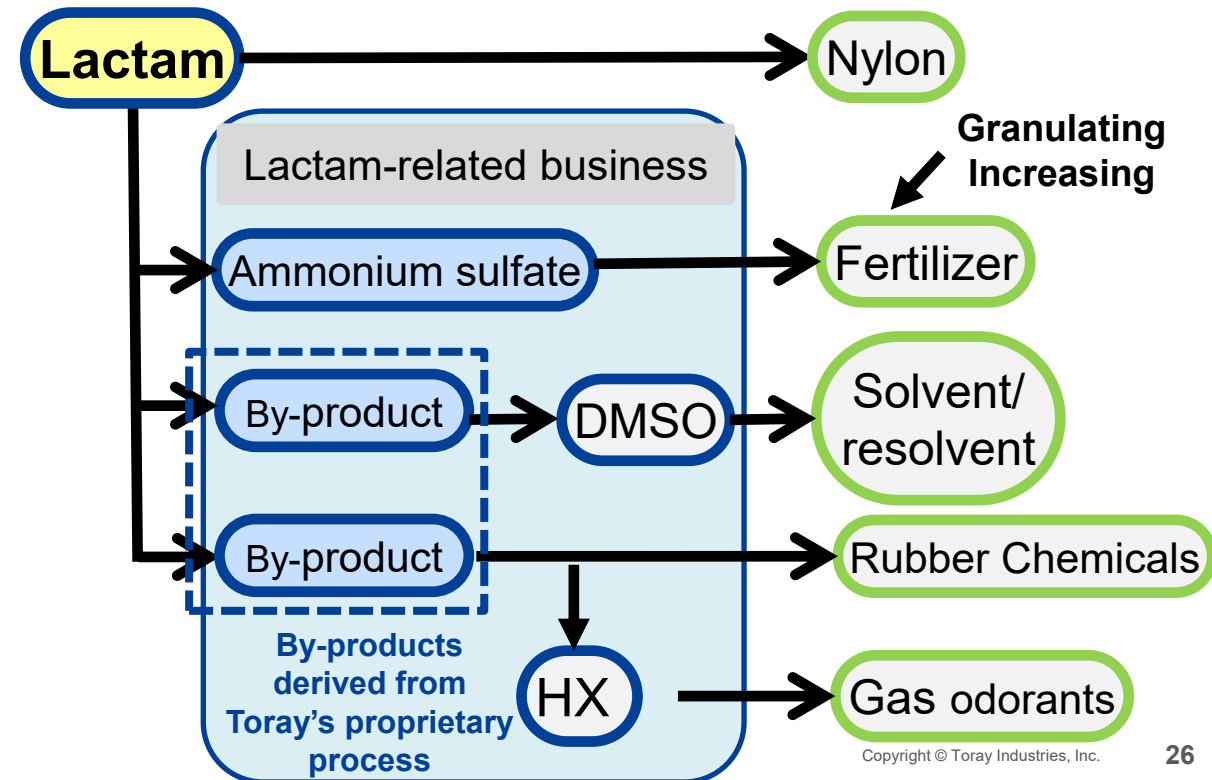 Lactam
Nylon
Granulating
Increasing
Lactam-related business
Ammonium sulfate
Fertilizer
By-product
DMSO
Solvent/
resolvent
By-product
Rubber Chemicals
By-products
derived from
Toray’s proprietary
process
HX
Gas odorants
Copyright © Toray Industries, Inc.
26